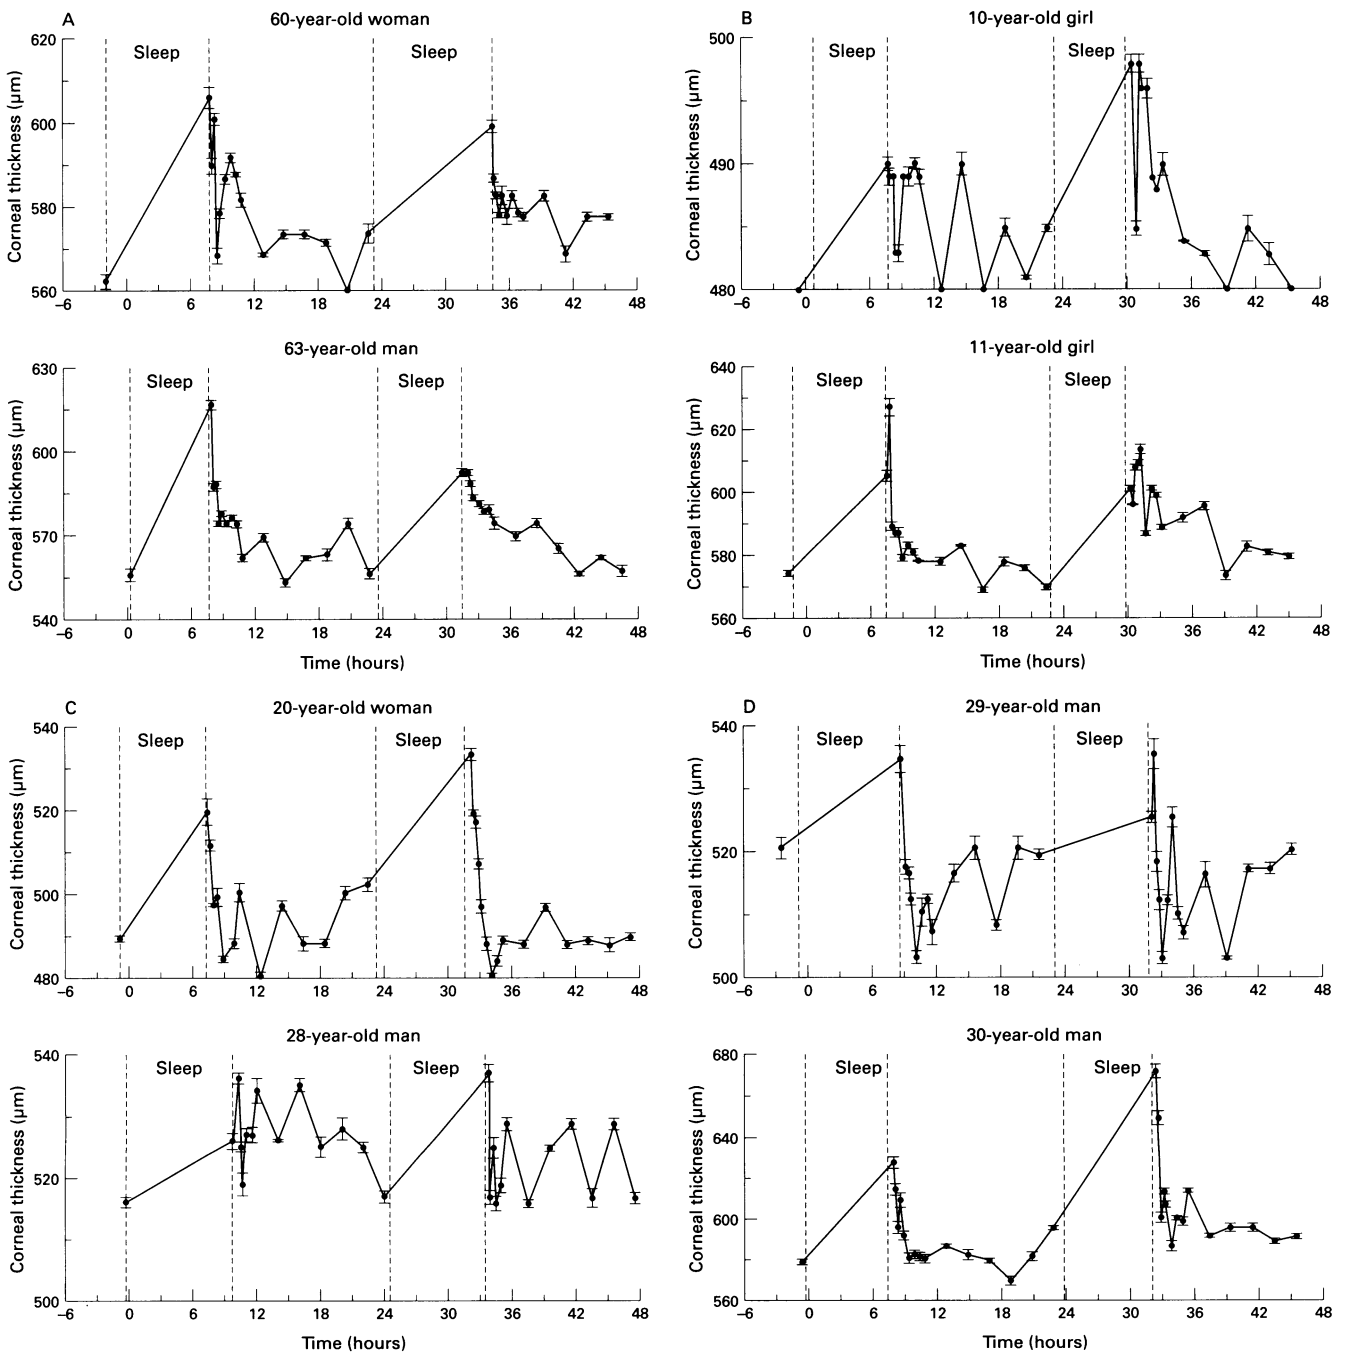 A
60-year-old woman
Corneal thickness (µm)
620
600
580
560
Sleep
Sleep
−6 0 6 12 18 24 30 36 42 48
63-year-old man
Corneal thickness (µm)
630
600
570
540
Sleep
Sleep
−6 0 6 12 18 24 30 36 42 48
Time (hours)
B
10-year-old girl
Corneal thickness (µm)
500
490
480
Sleep
Sleep
−6 0 6 12 18 24 30 36 42 48
11-year-old girl
Corneal thickness (µm)
640
620
600
580
560
Sleep
Sleep
−6 0 6 12 18 24 30 36 42 48
Time (hours)
C
20-year-old woman
Corneal thickness (µm)
540
520
500
480
Sleep
Sleep
−6 0 6 12 18 24 30 36 42 48
28-year-old man
Corneal thickness (µm)
540
520
500
Sleep
Sleep
−6 0 6 12 18 24 30 36 42 48
Time (hours)
D
29-year-old man
Corneal thickness (µm)
540
520
500
Sleep
Sleep
−6 0 6 12 18 24 30 36 42 48
30-year-old man
Corneal thickness (µm)
680
640
600
560
Sleep
Sleep
−6 0 6 12 18 24 30 36 42 48
Time (hours)